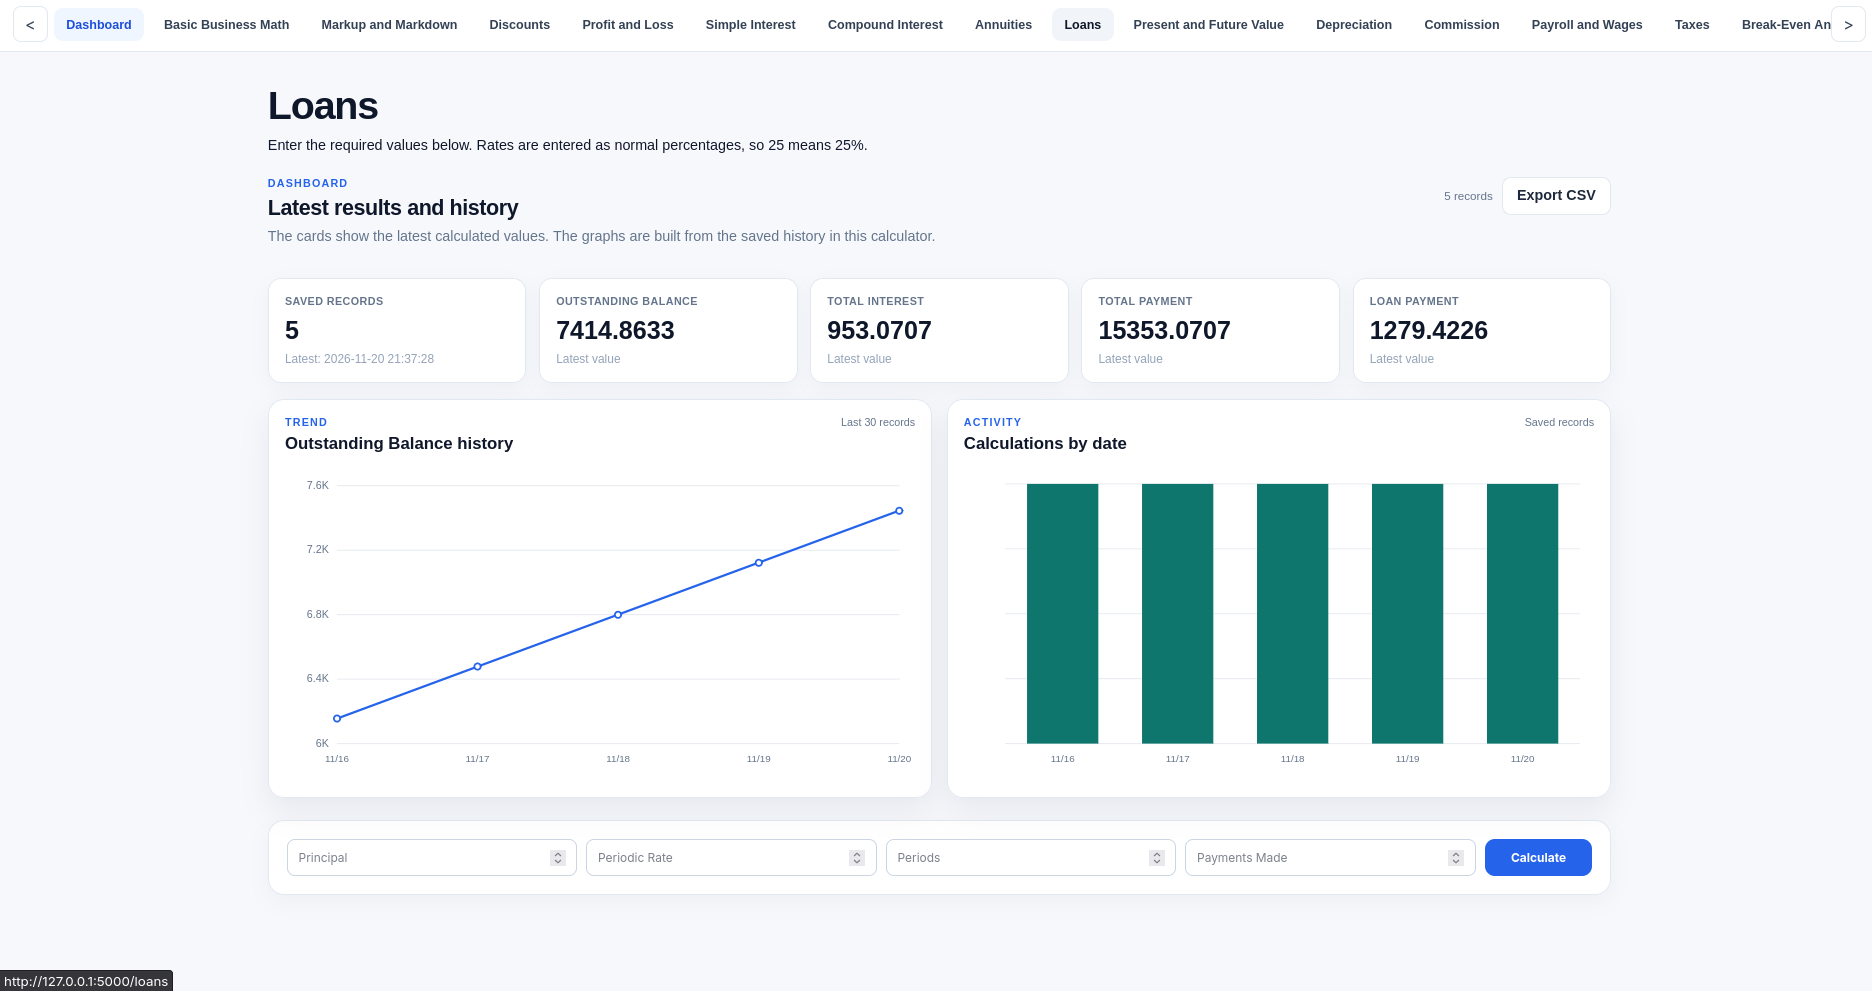 < Dashboard Basic Business Math Markup and Markdown Discounts Profit and Loss Simple Interest Compound Interest Annuities Loans Present and Future Value Depreciation Commission Payroll and Wages Taxes Break-Even An >
Loans
Enter the required values below. Rates are entered as normal percentages, so 25 means 25%.
DASHBOARD
Latest results and history
The cards show the latest calculated values. The graphs are built from the saved history in this calculator.
5 records Export CSV
SAVED RECORDS
5
Latest: 2026-11-20 21:37:28
OUTSTANDING BALANCE
7414.8633
Latest value
TOTAL INTEREST
953.0707
Latest value
TOTAL PAYMENT
15353.0707
Latest value
LOAN PAYMENT
1279.4226
Latest value
TREND
Last 30 records
Outstanding Balance history
7.6K
7.2K
6.8K
6.4K
6K
11/16 11/17 11/18 11/19 11/20
ACTIVITY
Saved records
Calculations by date
11/16 11/17 11/18 11/19 11/20
Principal Periodic Rate Periods Payments Made Calculate
http://127.0.0.1:5000/loans